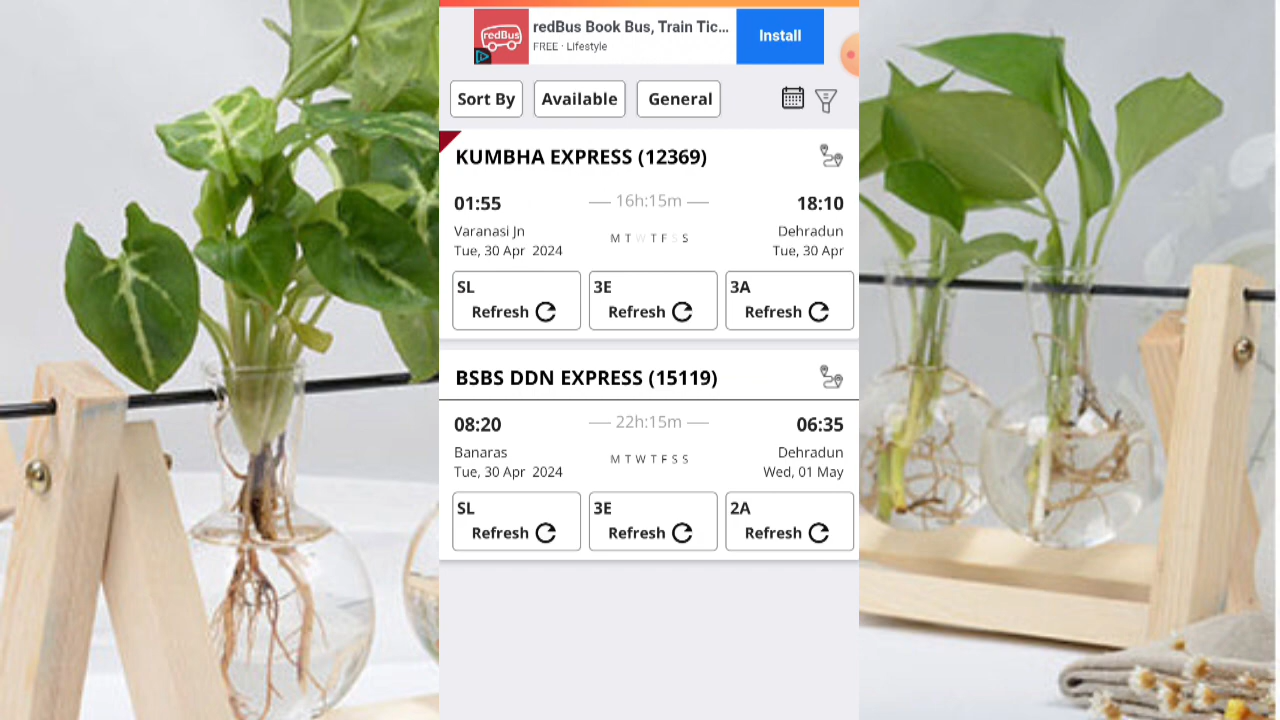 redBus
redBus Book Bus, Train Tic...
FREE · Lifestyle
Install
Sort By
Available
General
KUMBHA EXPRESS (12369)
01:55
16h:15m
18:10
Varanasi Jn
M T W T F S S
Dehradun
Tue, 30 Apr 2024
Tue, 30 Apr
SL
3E
3A
Refresh
Refresh
Refresh
BSBS DDN EXPRESS (15119)
08:20
22h:15m
06:35
Banaras
M T W T F S S
Dehradun
Tue, 30 Apr 2024
Wed, 01 May
SL
3E
2A
Refresh
Refresh
Refresh